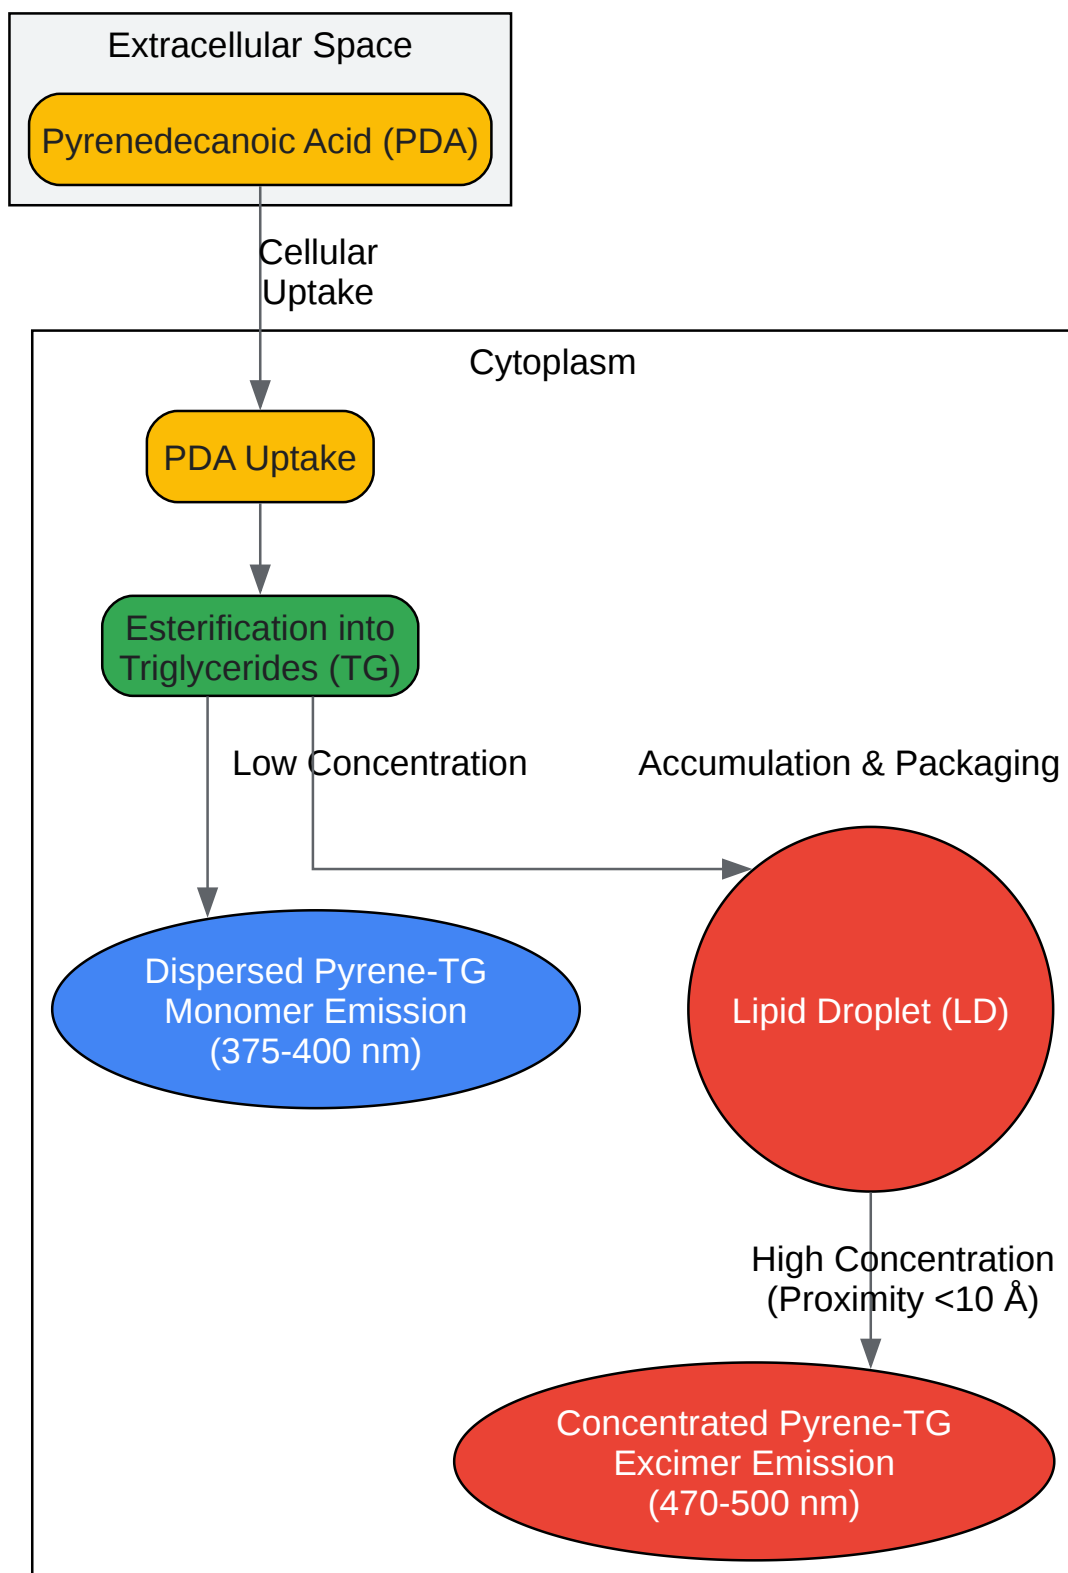 Extracellular Space
Pyrenedecanoic Acid (PDA)
Cellular
Uptake
Cytoplasm
PDA Uptake
Esterification into
Triglycerides (TG)
Low Concentration
Accumulation & Packaging
Dispersed Pyrene-TG
Monomer Emission
(375-400 nm)
Lipid Droplet (LD)
High Concentration
(Proximity <10 Å)
Concentrated Pyrene-TG
Excimer Emission
(470-500 nm)